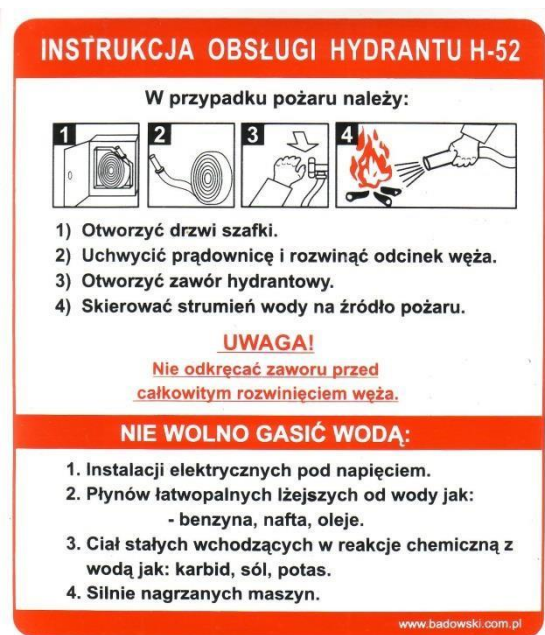 INSTRUKCJA OBSŁUGI HYDRANTU H-52
W przypadku pożaru należy:
1 2 3 4
1) Otworzyć drzwi szafki.
2) Uchwycić prądownicę i rozwinąć odcinek węża.
3) Otworzyć zawór hydrantowy.
4) Skierować strumień wody na źródło pożaru.
UWAGA!
Nie odkręcać zaworu przed
całkowitym rozwinięciem węża.
NIE WOLNO GASIĆ WODĄ:
1. Instalacji elektrycznych pod napięciem.
2. Płynów łatwopalnych lżejszych od wody jak:
- benzyna, nafta, oleje.
3. Ciał stałych wchodzących w reakcje chemiczną z
wodą jak: karbid, sól, potas.
4. Silnie nagrzanych maszyn.
www.badowski.com.pl